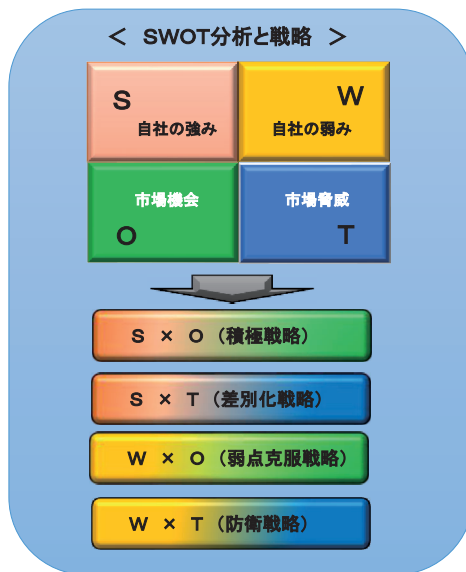 ＜ SWOT分析と戦略 ＞
S
自社の強み
W
自社の弱み
市場機会
O
市場脅威
T
S × O（積極戦略）
S × T（差別化戦略）
W × O（弱点克服戦略）
W × T（防衛戦略）